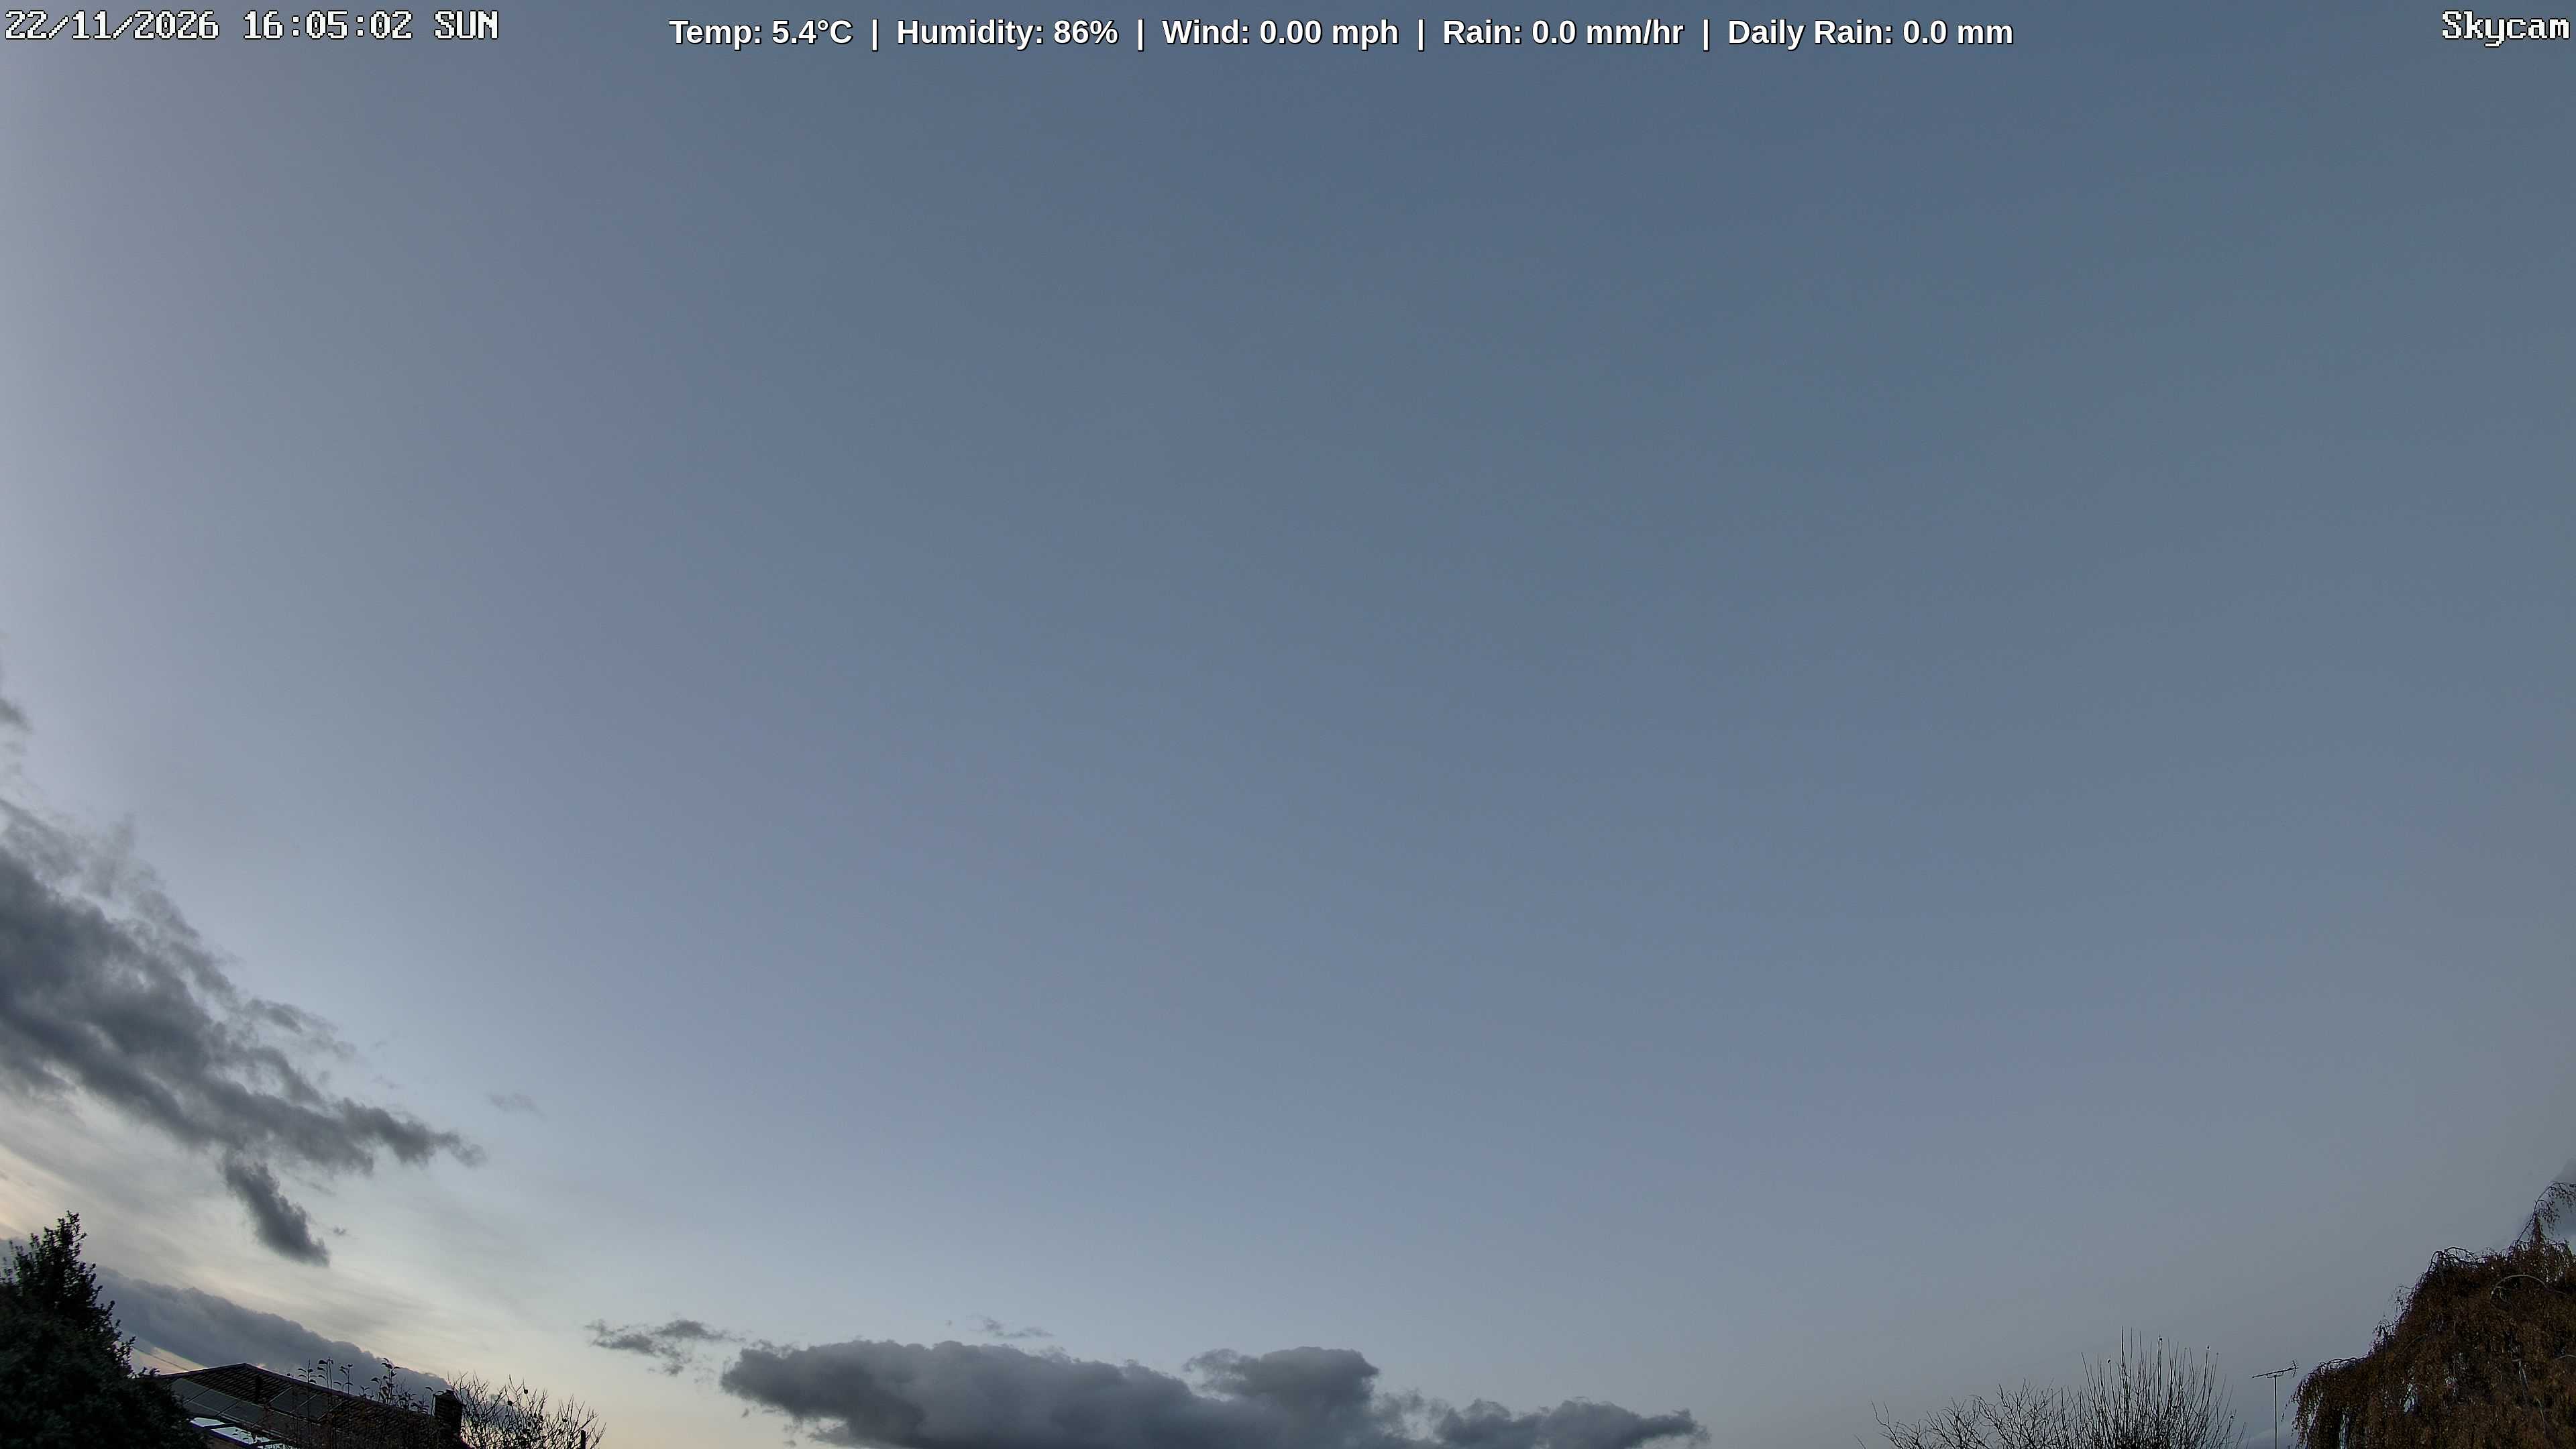 22/11/2026 16:05:02 SUN
Temp: 5.4°C | Humidity: 86% | Wind: 0.00 mph | Rain: 0.0 mm/hr | Daily Rain: 0.0 mm
Skycam